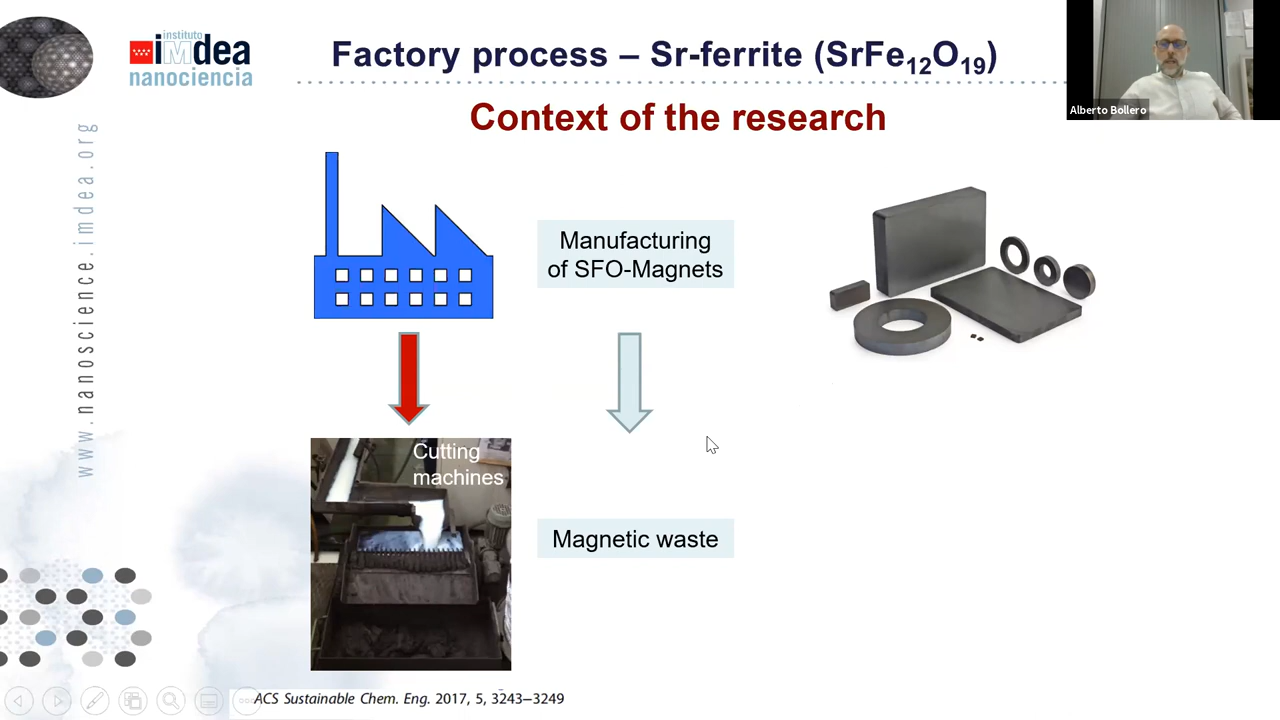 instituto
imdea
nanociencia
Factory process – Sr-ferrite (SrFe12O19)
Context of the research
Alberto Bollero
www.nanoscience.imdea.org
Manufacturing
of SFO-Magnets
Cutting
machines
Magnetic waste
ACS Sustainable Chem. Eng. 2017, 5, 3243−3249